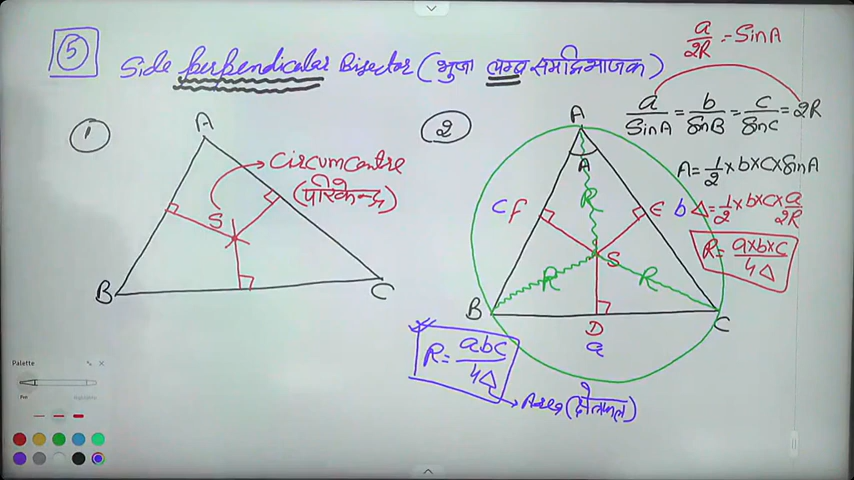 5 Side perpendicular Bisector (भुजा लम्ब समद्विभाजक)
a/2R = SinA
a/SinA = b/SinB = c/SinC = 2R
1
A
Circumcentre
(परिकेन्द्र)
S
B
C
2
A
A
A = 1/2 × b × c × SinA
R
c F
E b
Δ = 1/2 × b × c × a/2R
S
R = a×b×c/4Δ
R
R
B
D
C
a
R = abc/4Δ
Area (क्षेत्रफल)
Palette